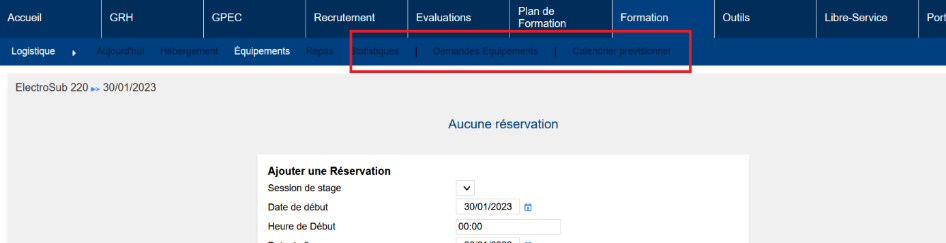 Accueil GRH GPEC Recrutement Evaluations Plan de Formation Formation Outils Libre-Service Port
Logistique Aujourd'hui Hébergement Équipements Repas Statistiques | Demandes Equipements | Calendrier prévisionnel
ElectroSub 220 30/01/2023
Aucune réservation
Ajouter une Réservation
Session de stage
Date de début 30/01/2023
Heure de Début 00:00